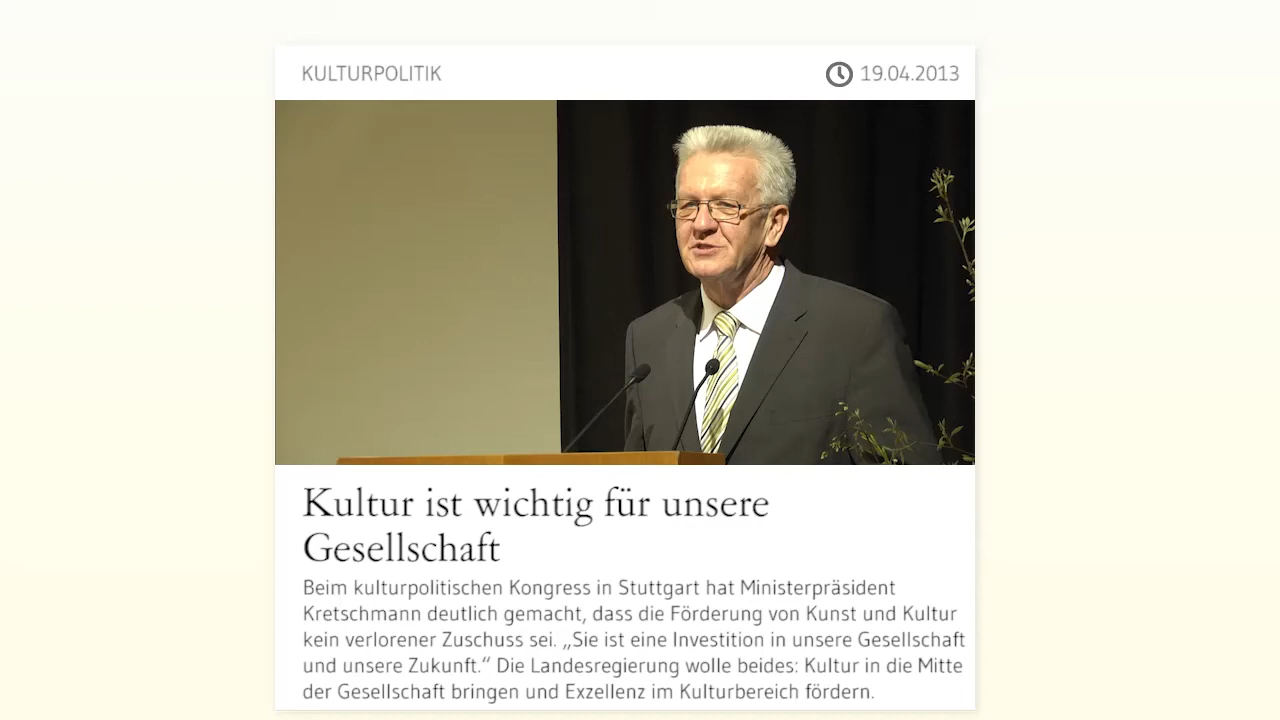 KULTURPOLITIK
19.04.2013
Kultur ist wichtig für unsere
Gesellschaft
Beim kulturpolitischen Kongress in Stuttgart hat Ministerpräsident
Kretschmann deutlich gemacht, dass die Förderung von Kunst und Kultur
kein verlorener Zuschuss sei. „Sie ist eine Investition in unsere Gesellschaft
und unsere Zukunft.“ Die Landesregierung wolle beides: Kultur in die Mitte
der Gesellschaft bringen und Exzellenz im Kulturbereich fördern.